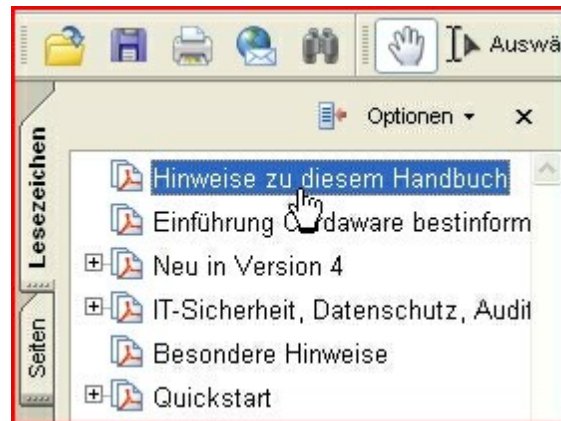 Auswä
Optionen
Lesezeichen
Hinweise zu diesem Handbuch
Einführung Cordaware bestinform
Neu in Version 4
IT-Sicherheit, Datenschutz, Audit
Besondere Hinweise
Quickstart
Seiten